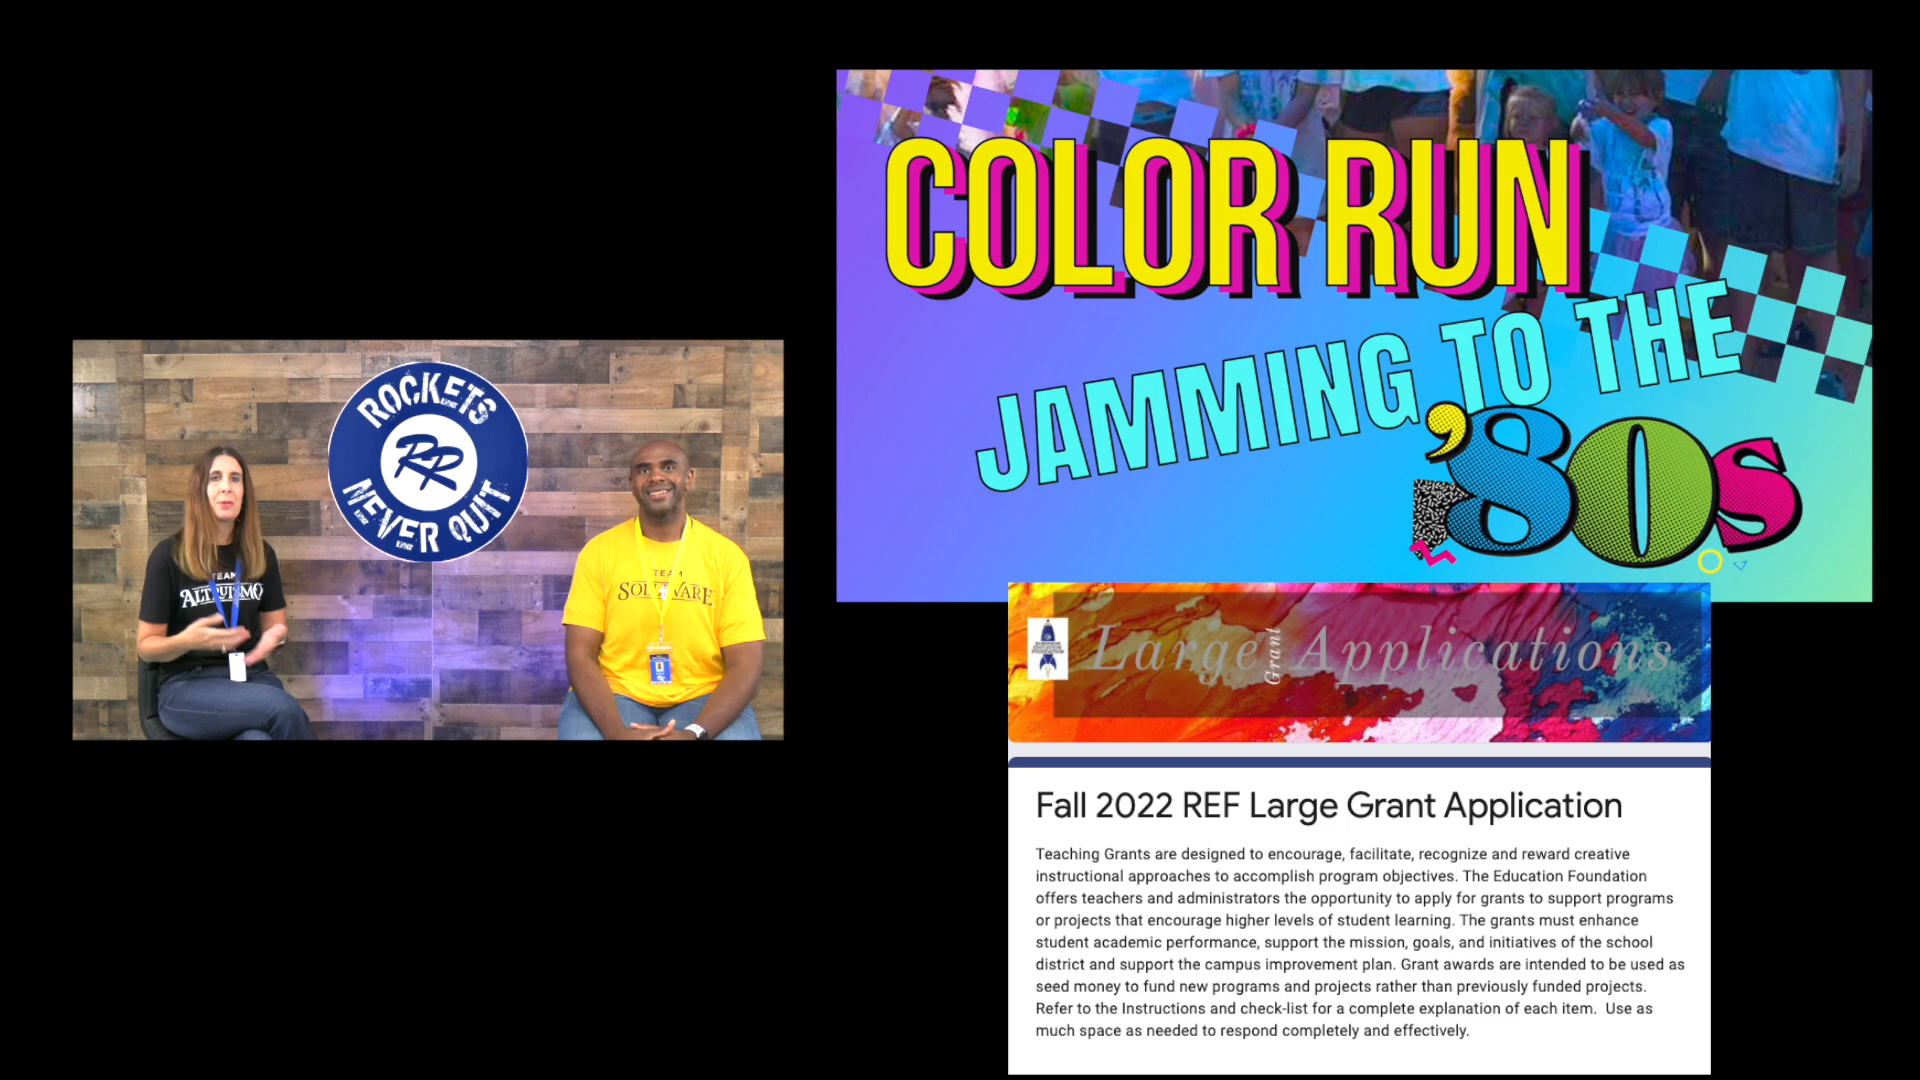 COLOR RUN
JAMMING TO THE
'80s
ROCKETS
RR
NEVER QUIT
TEAM
ALTRUISMO
TEAM
Large Grant Applications
Fall 2022 REF Large Grant Application
Teaching Grants are designed to encourage, facilitate, recognize and reward creative
instructional approaches to accomplish program objectives. The Education Foundation
offers teachers and administrators the opportunity to apply for grants to support programs
or projects that encourage higher levels of student learning. The grants must enhance
student academic performance, support the mission, goals, and initiatives of the school
district and support the campus improvement plan. Grant awards are intended to be used as
seed money to fund new programs and projects rather than previously funded projects.
Refer to the Instructions and check-list for a complete explanation of each item. Use as
much space as needed to respond completely and effectively.